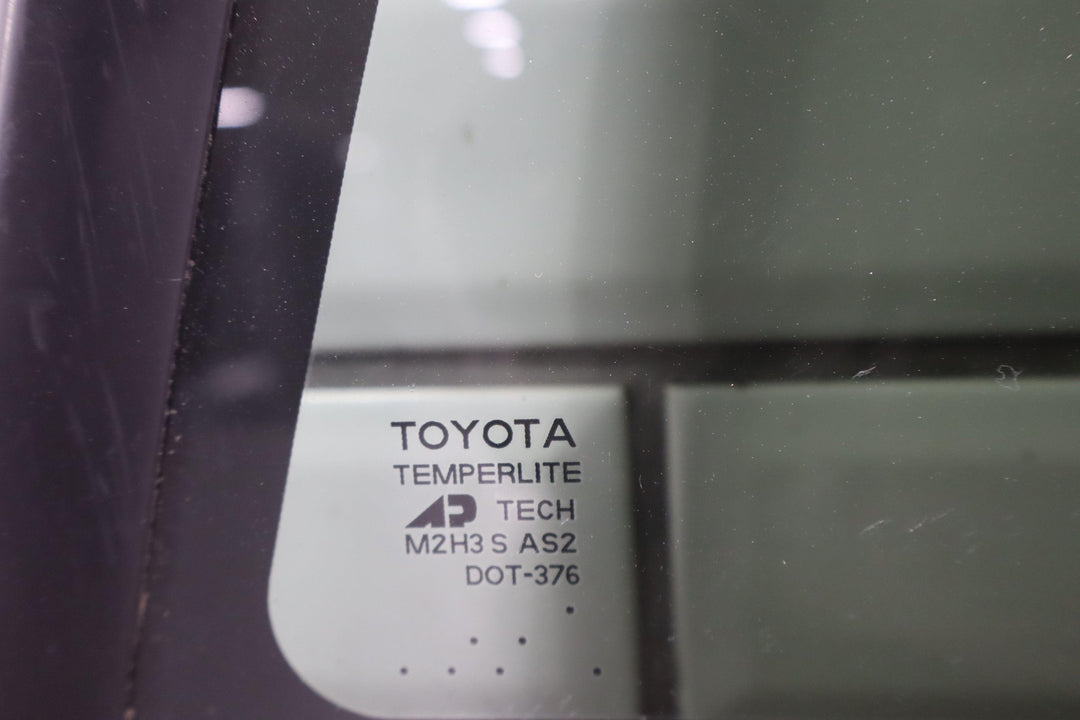 TOYOTA
TEMPERLITE
AP TECH
M2H3 S AS2
DOT-376